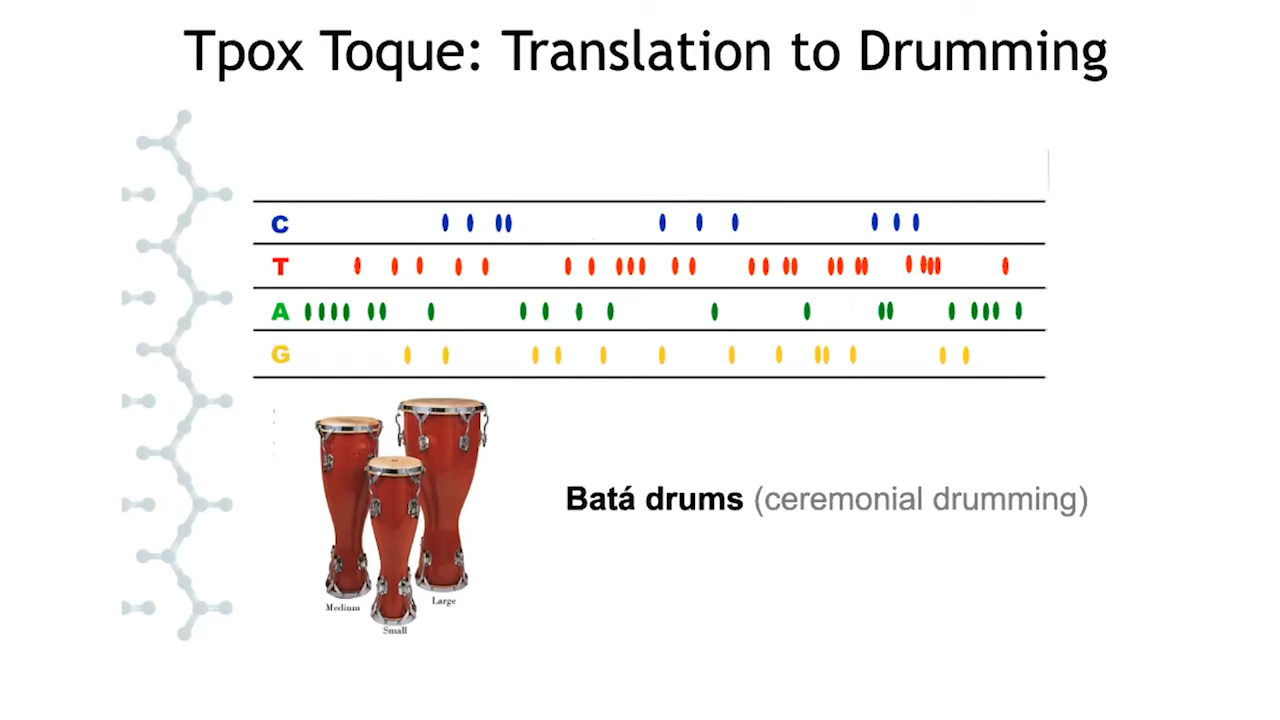 Tpox Toque: Translation to Drumming
C
T
A
G
Batá drums (ceremonial drumming)
Medium
Large
Small